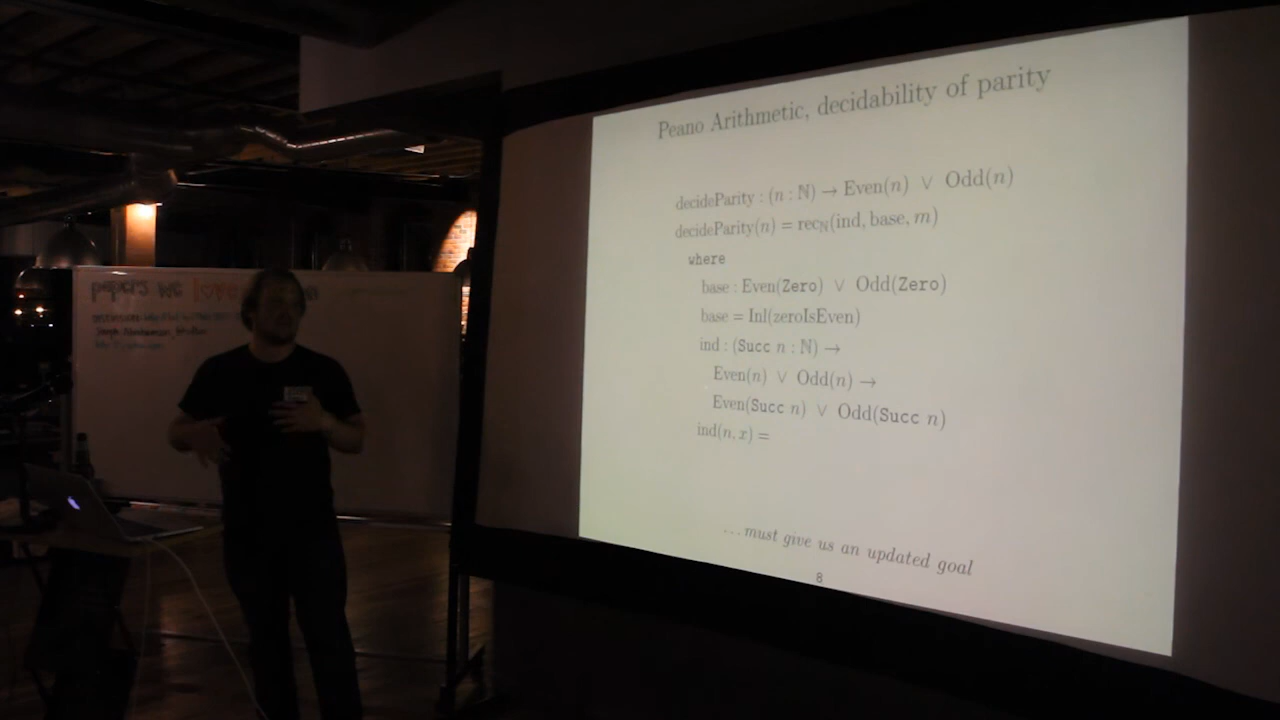 Peano Arithmetic, decidability of parity
decideParity : (n : ℕ) → Even(n) ∨ Odd(n)
decideParity(n) = recℕ(ind, base, m)
where
base : Even(Zero) ∨ Odd(Zero)
base = Inl(zeroIsEven)
ind : (Succ n : ℕ) →
Even(n) ∨ Odd(n) →
Even(Succ n) ∨ Odd(Succ n)
ind(n, x) =
...must give us an updated goal
8
papers we love